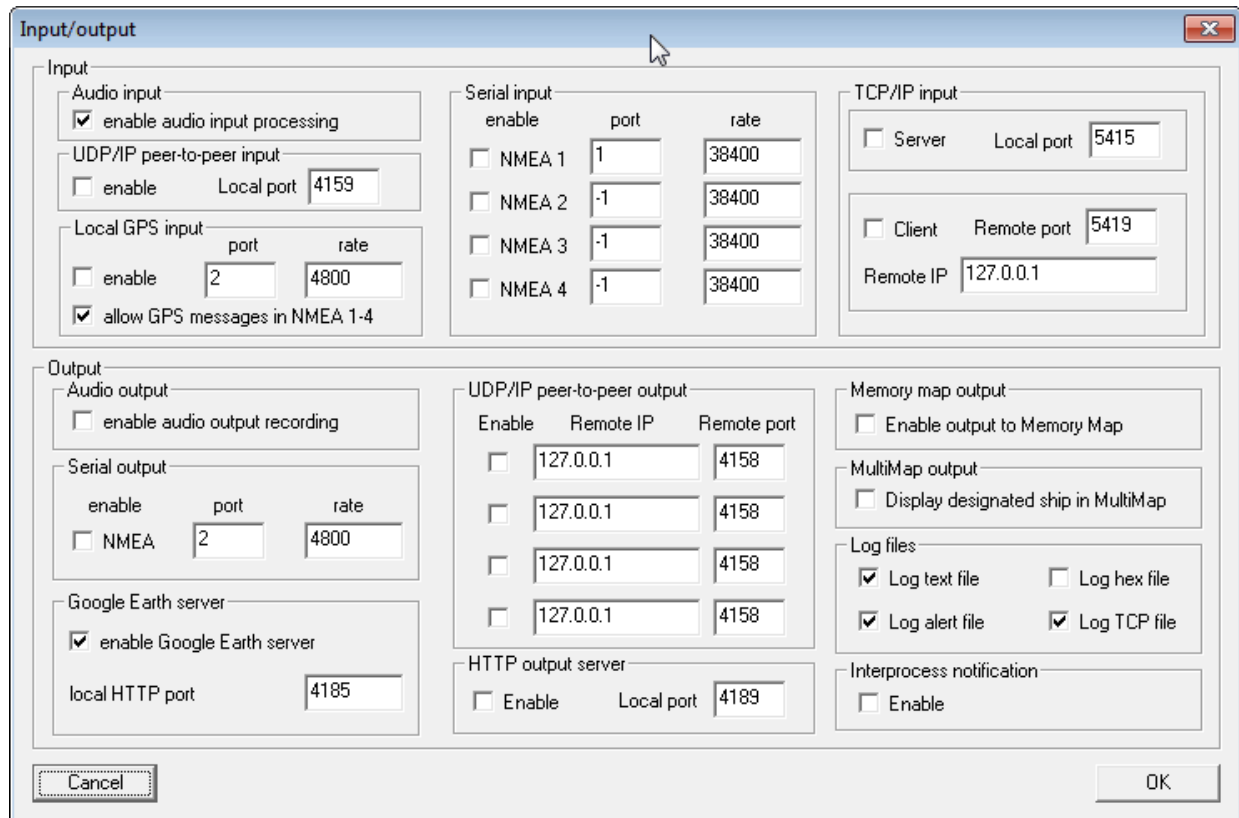 Input/output
Input
Audio input
enable audio input processing
UDP/IP peer-to-peer input
enable Local port 4159
Local GPS input
port rate
enable 2 4800
allow GPS messages in NMEA 1-4
Serial input
enable port rate
NMEA 1 1 38400
NMEA 2 -1 38400
NMEA 3 -1 38400
NMEA 4 -1 38400
TCP/IP input
Server Local port 5415
Client Remote port 5419
Remote IP 127.0.0.1
Output
Audio output
enable audio output recording
Serial output
enable port rate
NMEA 2 4800
Google Earth server
enable Google Earth server
local HTTP port 4185
UDP/IP peer-to-peer output
Enable Remote IP Remote port
127.0.0.1 4158
127.0.0.1 4158
127.0.0.1 4158
127.0.0.1 4158
HTTP output server
Enable Local port 4189
Memory map output
Enable output to Memory Map
MultiMap output
Display designated ship in MultiMap
Log files
Log text file Log hex file
Log alert file Log TCP file
Interprocess notification
Enable
Cancel OK